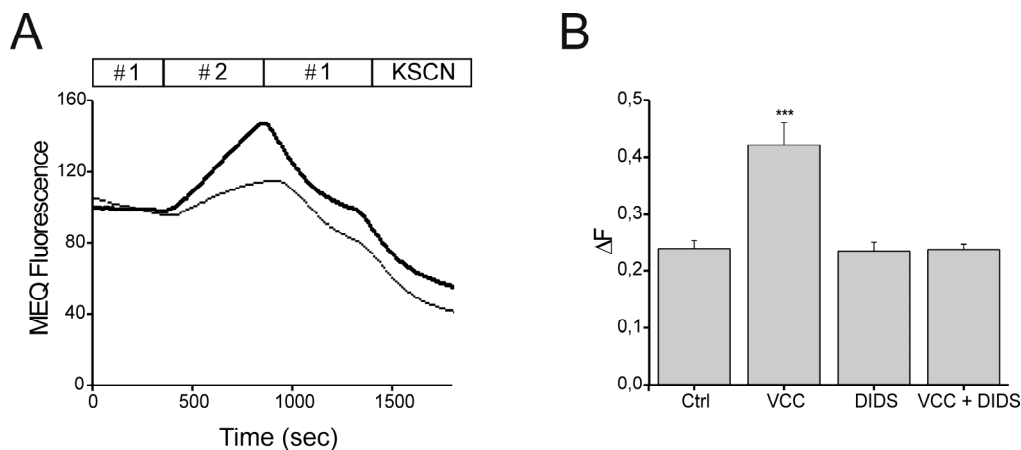 A
#1 #2 #1 KSCN
160
120
80
40
0
MEQ Fluorescence
0 500 1000 1500
Time (sec)
B
0,5
0,4
0,3
0,2
0,1
0,0
ΔF
***
Ctrl VCC DIDS VCC + DIDS